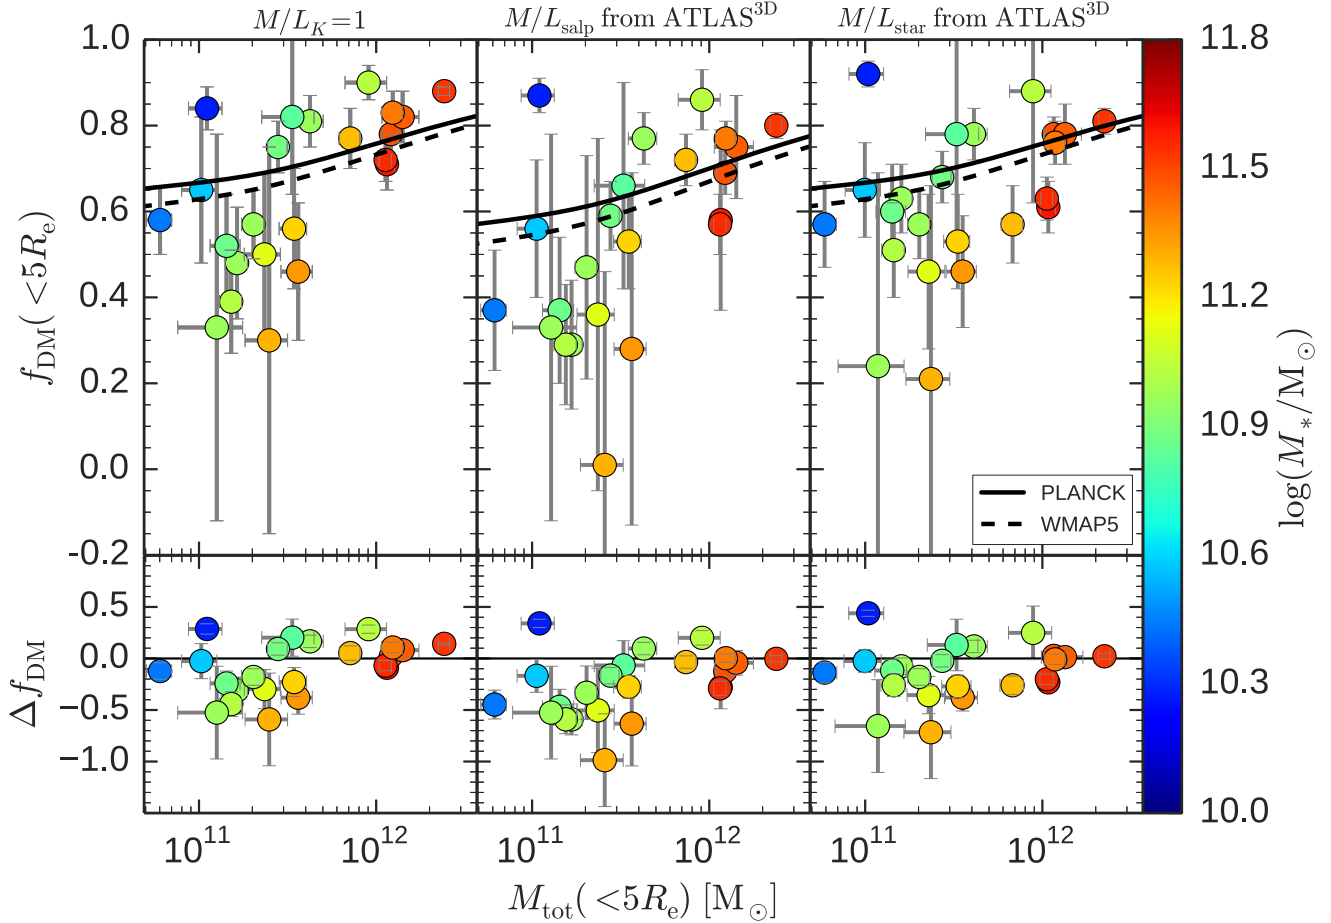 M/L_K=1
M/L_salp from ATLAS^3D
M/L_star from ATLAS^3D
f_DM(<5R_e)
1.0
0.8
0.6
0.4
0.2
0.0
-0.2
PLANCK
WMAP5
Δf_DM
0.5
0.0
−0.5
−1.0
10^11 10^12 10^11 10^12 10^11 10^12
M_tot(<5R_e) [M_⊙]
11.8
11.5
11.2
10.9
10.6
10.3
10.0
log(M_*/M_⊙)